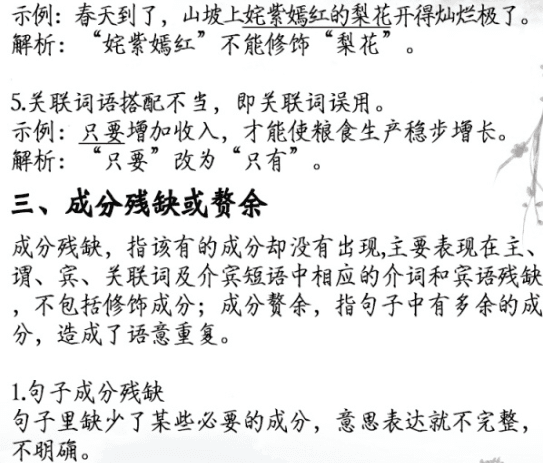 示例：春天到了，山坡上姹紫嫣红的梨花开得灿烂极了。
解析：“姹紫嫣红”不能修饰“梨花”。
5.关联词语搭配不当，即关联词误用。
示例：只要增加收入，才能使粮食生产稳步增长。
解析：“只要”改为“只有”。
三、成分残缺或赘余
成分残缺，指该有的成分却没有出现,主要表现在主、
谓、宾、关联词及介宾短语中相应的介词和宾语残缺
，不包括修饰成分；成分赘余，指句子中有多余的成
分，造成了语意重复。
1.句子成分残缺
句子里缺少了某些必要的成分，意思表达就不完整，
不明确。